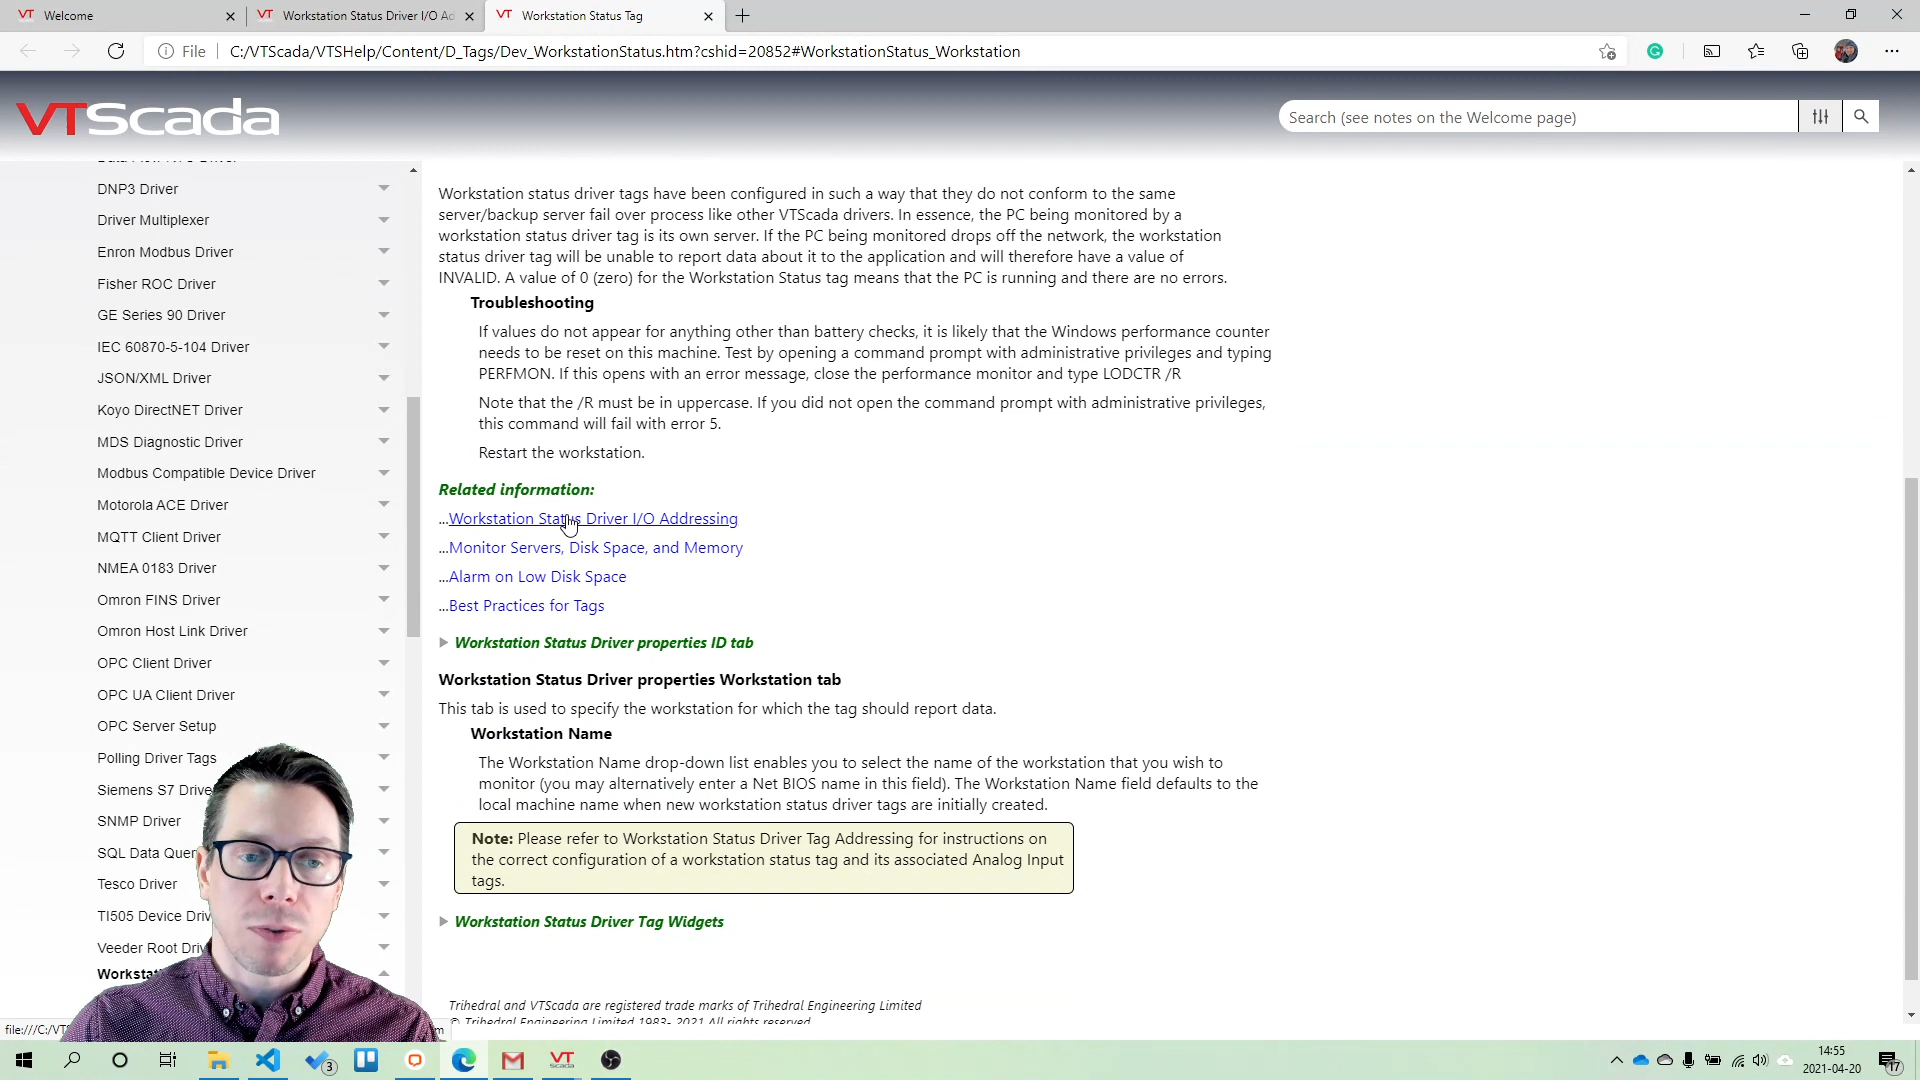 VT Welcome
VT Workstation Status Driver I/O Ad
VT Workstation Status Tag
File
C:/VTScada/VTSHelp/Content/D_Tags/Dev_WorkstationStatus.htm?cshid=20852#WorkstationStatus_Workstation
VTScada
Search (see notes on the Welcome page)
DNP3 Driver
Driver Multiplexer
Enron Modbus Driver
Fisher ROC Driver
GE Series 90 Driver
IEC 60870-5-104 Driver
JSON/XML Driver
Koyo DirectNET Driver
MDS Diagnostic Driver
Modbus Compatible Device Driver
Motorola ACE Driver
MQTT Client Driver
NMEA 0183 Driver
Omron FINS Driver
Omron Host Link Driver
OPC Client Driver
OPC UA Client Driver
OPC Server Setup
Polling Driver Tags
Siemens S7 Drive
SNMP Driver
SQL Data Quer
Tesco Driver
TI505 Device Driv
Veeder Root Driv
Workstat
Workstation status driver tags have been configured in such a way that they do not conform to the same
server/backup server fail over process like other VTScada drivers. In essence, the PC being monitored by a
workstation status driver tag is its own server. If the PC being monitored drops off the network, the workstation
status driver tag will be unable to report data about it to the application and will therefore have a value of
INVALID. A value of 0 (zero) for the Workstation Status tag means that the PC is running and there are no errors.
Troubleshooting
If values do not appear for anything other than battery checks, it is likely that the Windows performance counter
needs to be reset on this machine. Test by opening a command prompt with administrative privileges and typing
PERFMON. If this opens with an error message, close the performance monitor and type LODCTR /R
Note that the /R must be in uppercase. If you did not open the command prompt with administrative privileges,
this command will fail with error 5.
Restart the workstation.
Related information:
...Workstation Status Driver I/O Addressing
...Monitor Servers, Disk Space, and Memory
...Alarm on Low Disk Space
...Best Practices for Tags
Workstation Status Driver properties ID tab
Workstation Status Driver properties Workstation tab
This tab is used to specify the workstation for which the tag should report data.
Workstation Name
The Workstation Name drop-down list enables you to select the name of the workstation that you wish to
monitor (you may alternatively enter a Net BIOS name in this field). The Workstation Name field defaults to the
local machine name when new workstation status driver tags are initially created.
Note: Please refer to Workstation Status Driver Tag Addressing for instructions on
the correct configuration of a workstation status tag and its associated Analog Input
tags.
Workstation Status Driver Tag Widgets
Trihedral and VTScada are registered trade marks of Trihedral Engineering Limited
© Trihedral Engineering Limited 1983- 2021 All rights reserved
file:///C:/VT
m
3
VT
scada
14:55
2021-04-20
17